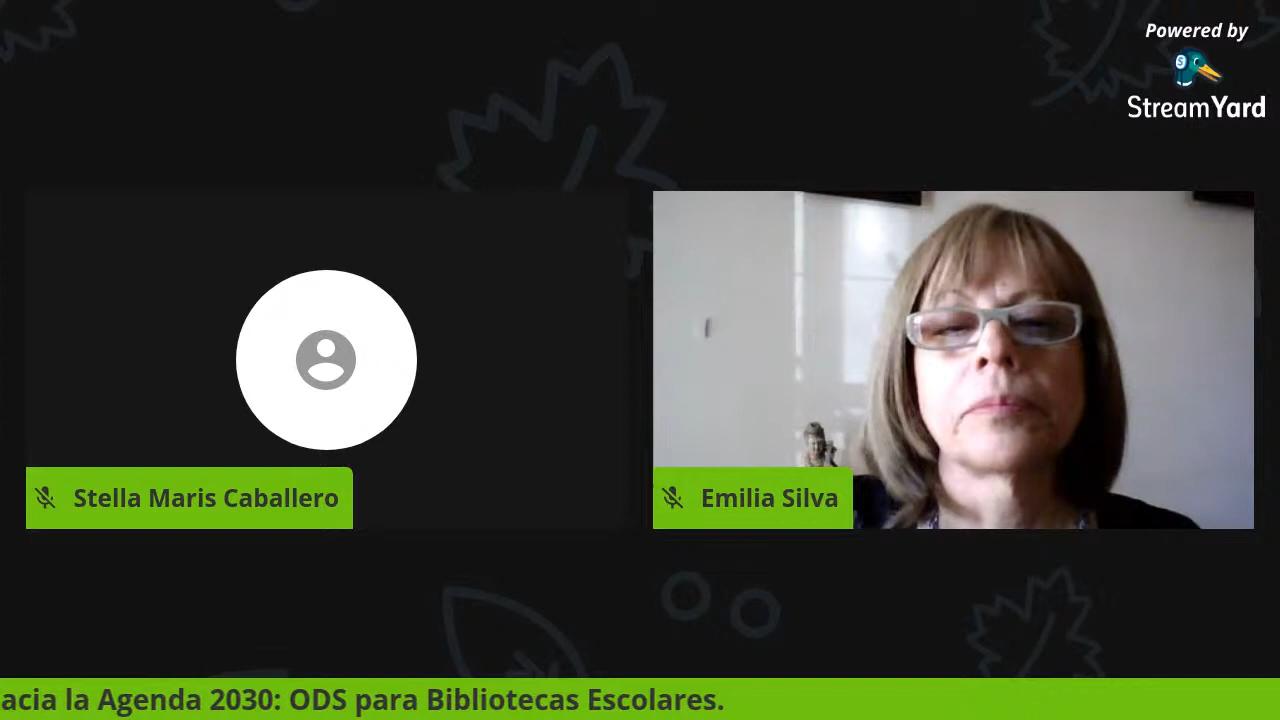 Powered by
StreamYard
Stella Maris Caballero
Emilia Silva
acia la Agenda 2030: ODS para Bibliotecas Escolares.